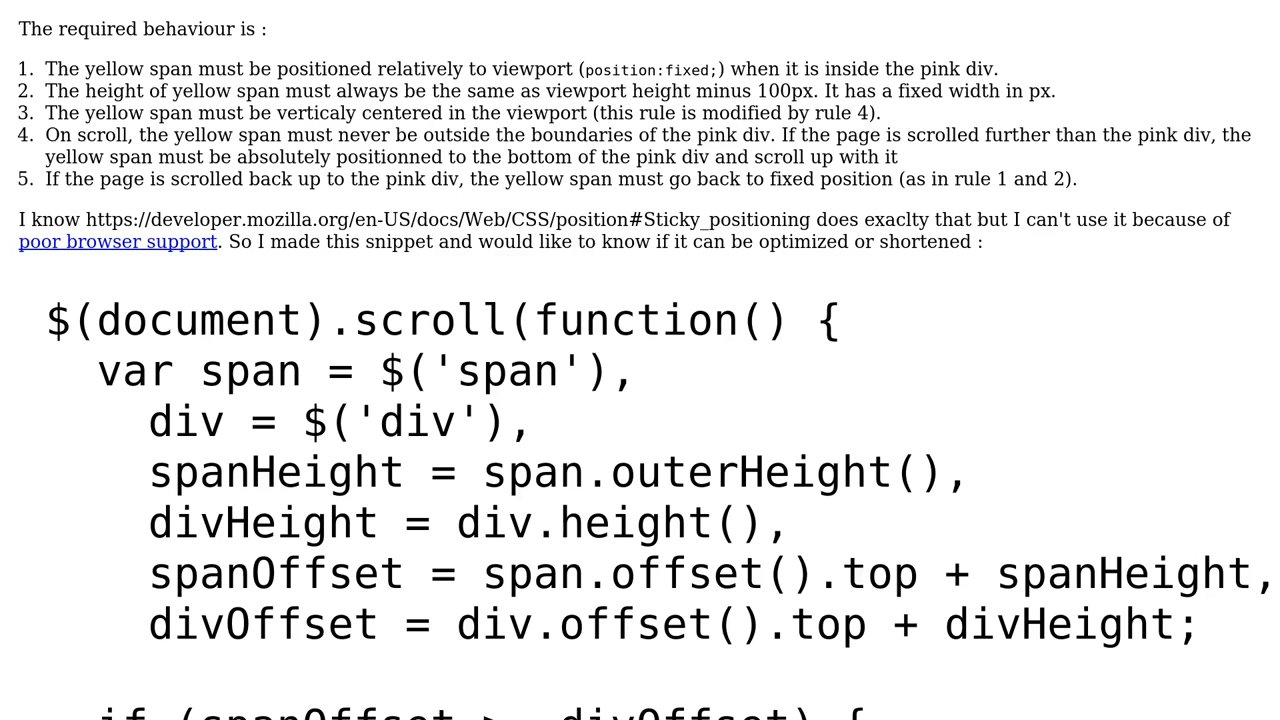 The required behaviour is :
1. The yellow span must be positioned relatively to viewport (position:fixed;) when it is inside the pink div.
2. The height of yellow span must always be the same as viewport height minus 100px. It has a fixed width in px.
3. The yellow span must be verticaly centered in the viewport (this rule is modified by rule 4).
4. On scroll, the yellow span must never be outside the boundaries of the pink div. If the page is scrolled further than the pink div, the
yellow span must be absolutely positionned to the bottom of the pink div and scroll up with it
5. If the page is scrolled back up to the pink div, the yellow span must go back to fixed position (as in rule 1 and 2).
I know https://developer.mozilla.org/en-US/docs/Web/CSS/position#Sticky_positioning does exaclty that but I can't use it because of
poor browser support. So I made this snippet and would like to know if it can be optimized or shortened :
$(document).scroll(function() {
var span = $('span'),
div = $('div'),
spanHeight = span.outerHeight(),
divHeight = div.height(),
spanOffset = span.offset().top + spanHeight,
divOffset = div.offset().top + divHeight;
if (spanOffset >= divOffset) {